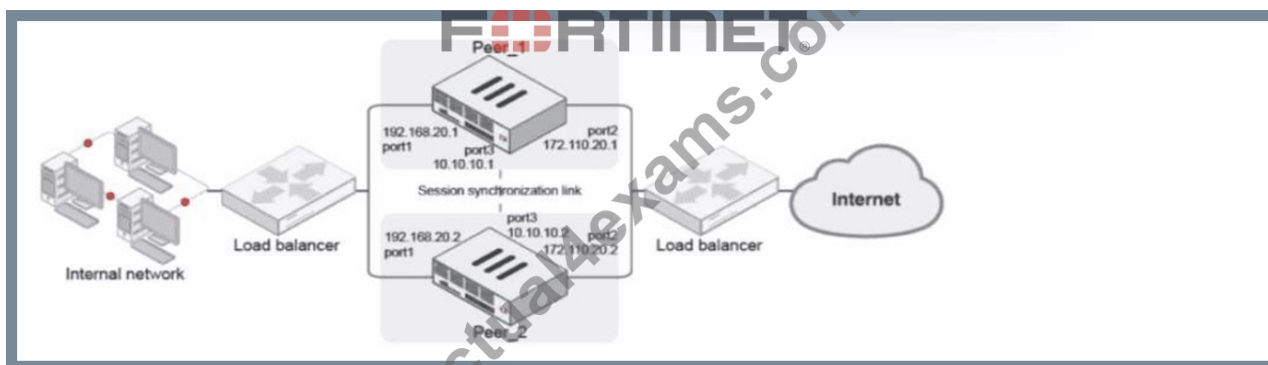 FORTINET®
Peer_1
192.168.20.1
port1
port2
172.110.20.1
port3
10.10.10.1
Session synchronization link
Internet
port3
10.10.10.2
192.168.20.2
port1
port2
172.110.20.2
Load balancer
Load balancer
Internal network
Peer_2
ctual4exams.com